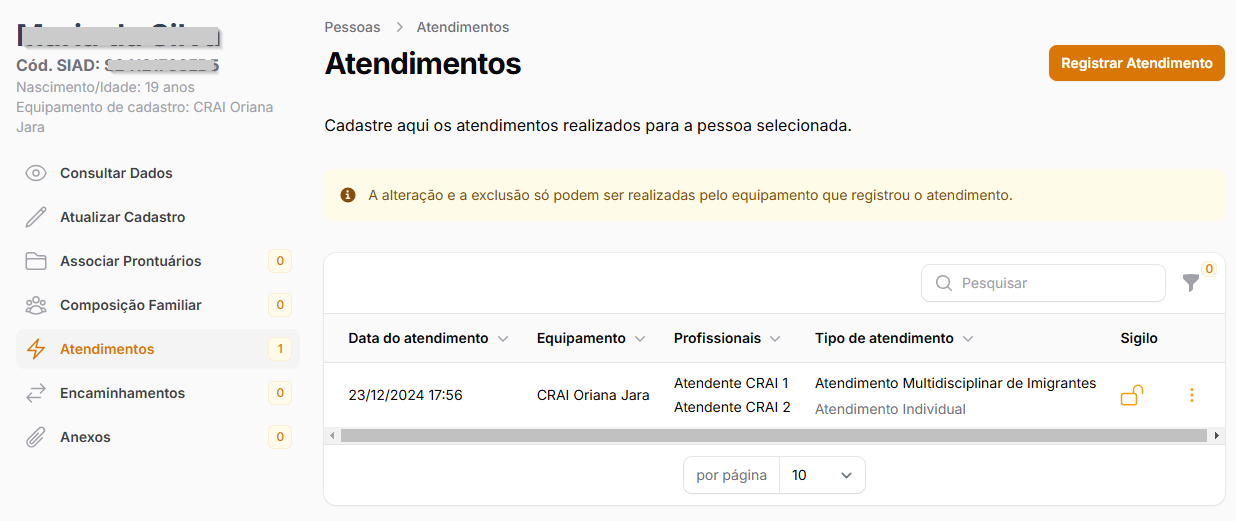 Cód. SIAD:
Nascimento/Idade: 19 anos
Equipamento de cadastro: CRAI Oriana
Jara
Consultar Dados
Atualizar Cadastro
Associar Prontuários 0
Composição Familiar 0
Atendimentos 1
Encaminhamentos 0
Anexos 0
Pessoas > Atendimentos
Atendimentos
Registrar Atendimento
Cadastre aqui os atendimentos realizados para a pessoa selecionada.
A alteração e a exclusão só podem ser realizadas pelo equipamento que registrou o atendimento.
Pesquisar 0
Data do atendimento Equipamento Profissionais Tipo de atendimento Sigilo
23/12/2024 17:56 CRAI Oriana Jara Atendente CRAI 1 Atendimento Multidisciplinar de Imigrantes
Atendente CRAI 2 Atendimento Individual
por página 10